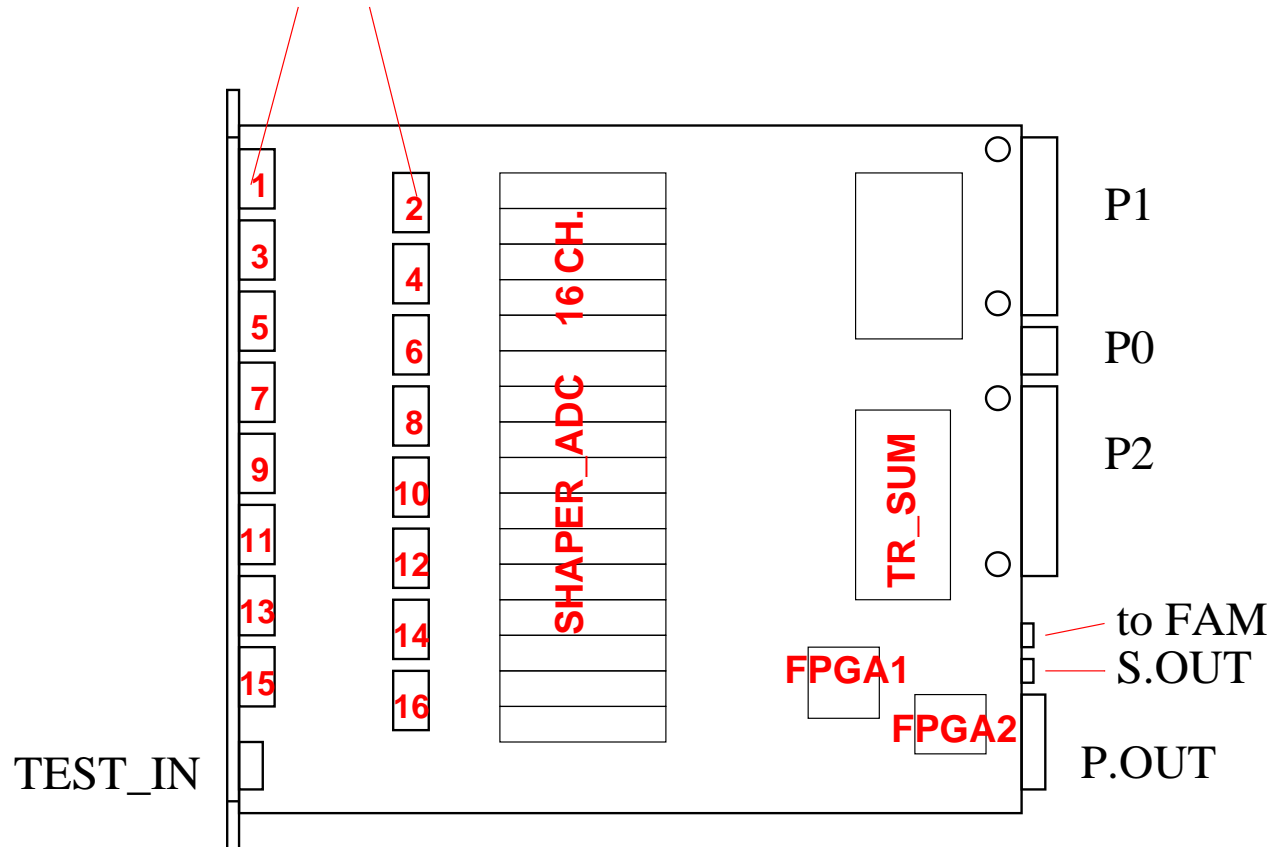 1
3
5
7
9
11
13
15
TEST_IN
2
4
6
8
10
12
14
16
SHAPER_ADC 16 CH.
TR_SUM
FPGA1
FPGA2
P1
P0
P2
to FAM
S.OUT
P.OUT